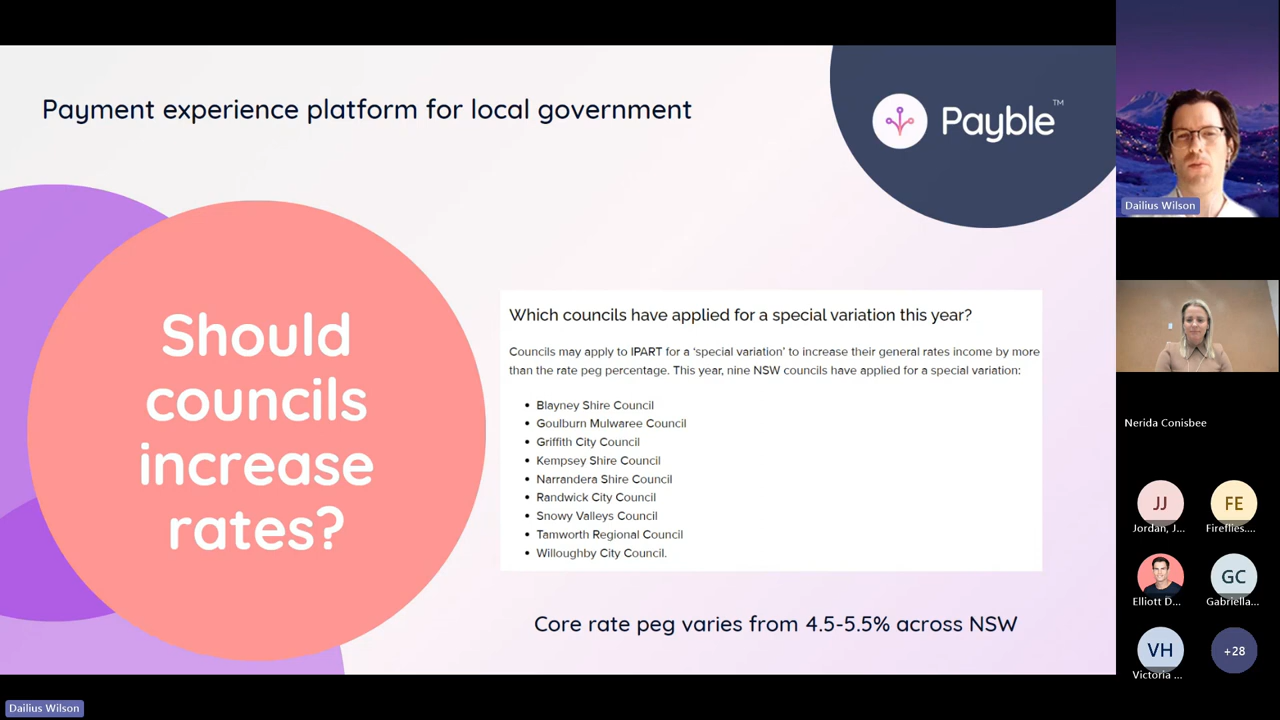 Payment experience platform for local government
Payble™
Should
councils
increase
rates?
Which councils have applied for a special variation this year?
Councils may apply to IPART for a ‘special variation’ to increase their general rates income by more
than the rate peg percentage. This year, nine NSW councils have applied for a special variation:
• Blayney Shire Council
• Goulburn Mulwaree Council
• Griffith City Council
• Kempsey Shire Council
• Narrandera Shire Council
• Randwick City Council
• Snowy Valleys Council
• Tamworth Regional Council
• Willoughby City Council.
Core rate peg varies from 4.5-5.5% across NSW
Dailius Wilson
Nerida Conisbee
JJ
Jordan, J...
FE
Fireflies....
Elliott D...
GC
Gabriella...
VH
Victoria ...
+28
Dailius Wilson